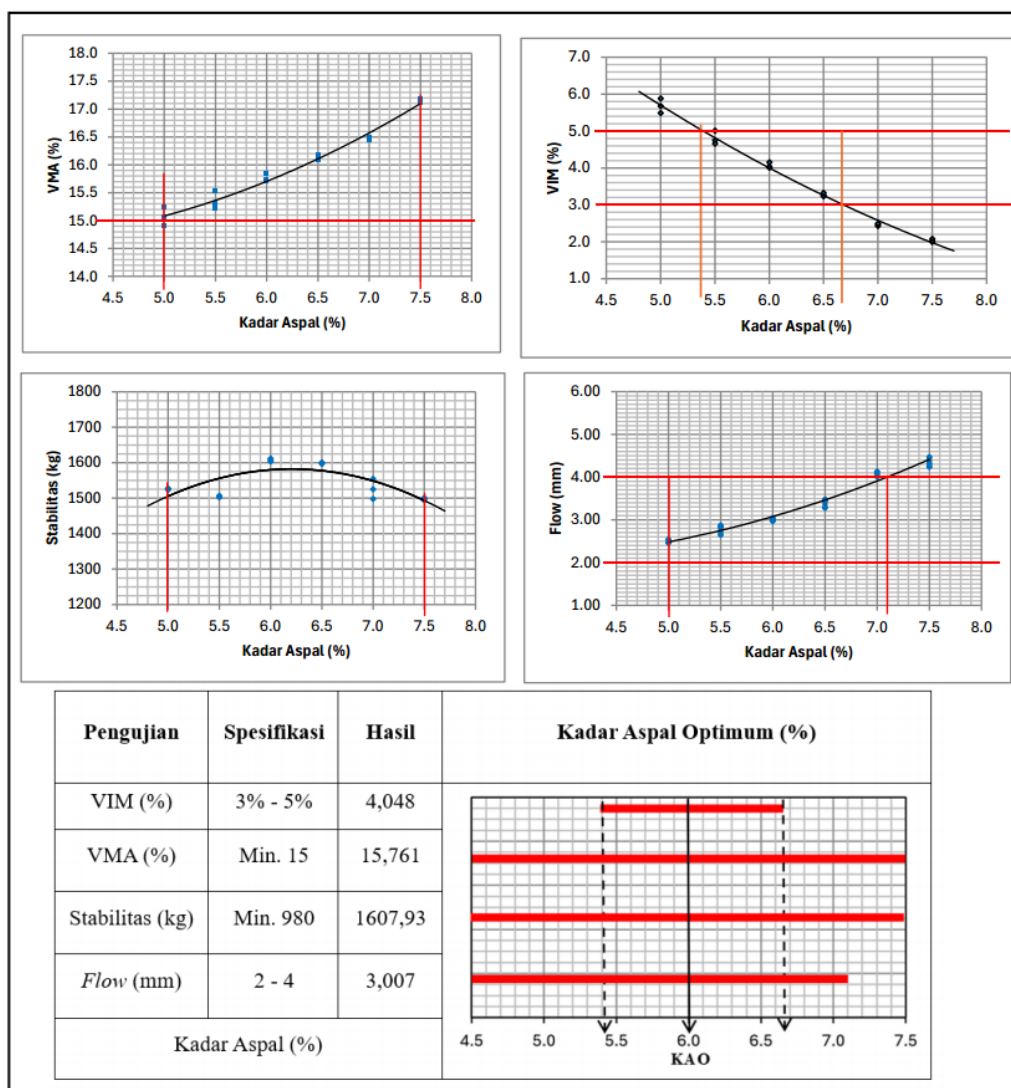 18.0
17.5
17.0
16.5
16.0
15.5
15.0
14.5
14.0
VMA (%)
4.5 5.0 5.5 6.0 6.5 7.0 7.5 8.0
Kadar Aspal (%)
7.0
6.0
5.0
4.0
3.0
2.0
1.0
VIM (%)
4.5 5.0 5.5 6.0 6.5 7.0 7.5 8.0
Kadar Aspal (%)
1800
1700
1600
1500
1400
1300
1200
Stabilitas (kg)
4.5 5.0 5.5 6.0 6.5 7.0 7.5 8.0
Kadar Aspal (%)
6.00
5.00
4.00
3.00
2.00
1.00
Flow (mm)
4.5 5.0 5.5 6.0 6.5 7.0 7.5 8.0
Kadar Aspal (%)
Pengujian Spesifikasi Hasil Kadar Aspal Optimum (%)
VIM (%) 3% - 5% 4,048
VMA (%) Min. 15 15,761
Stabilitas (kg) Min. 980 1607,93
Flow (mm) 2 - 4 3,007
Kadar Aspal (%)
4.5 5.0 5.5 6.0 6.5 7.0 7.5
KAO